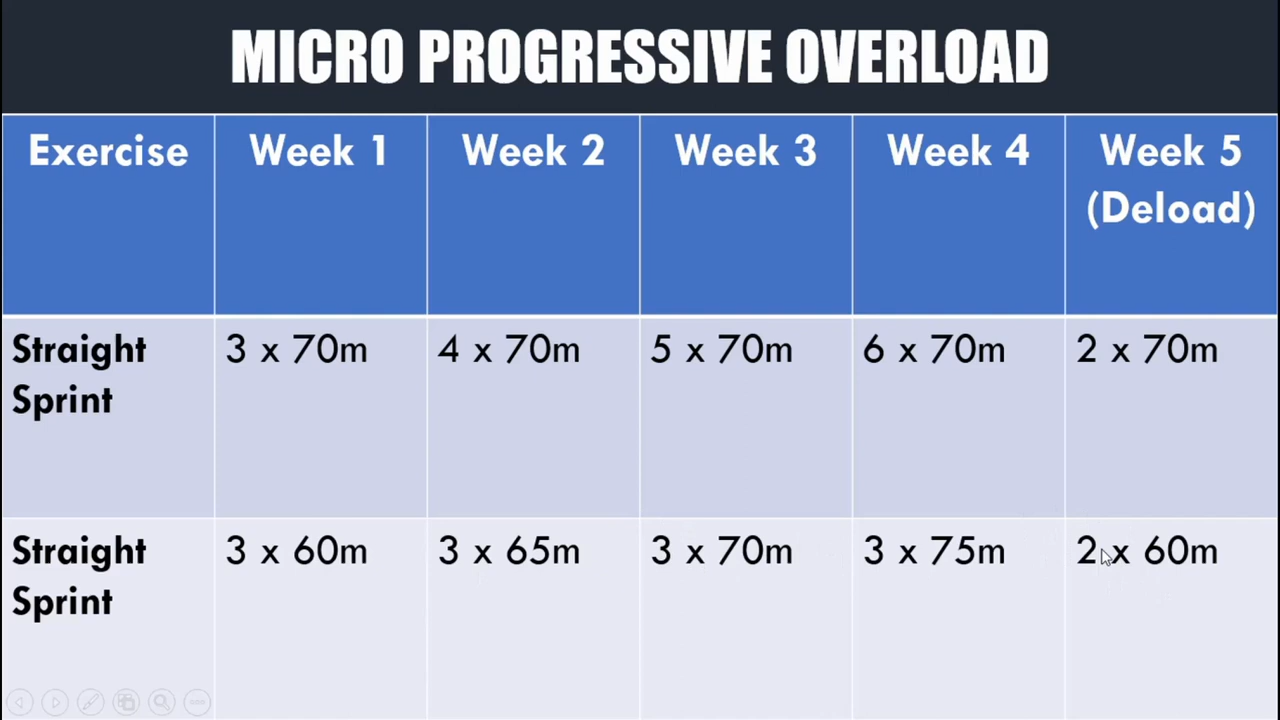 MICRO PROGRESSIVE OVERLOAD
Exercise
Week 1
Week 2
Week 3
Week 4
Week 5
(Deload)
Straight
Sprint
3 x 70m
4 x 70m
5 x 70m
6 x 70m
2 x 70m
Straight
Sprint
3 x 60m
3 x 65m
3 x 70m
3 x 75m
2 x 60m